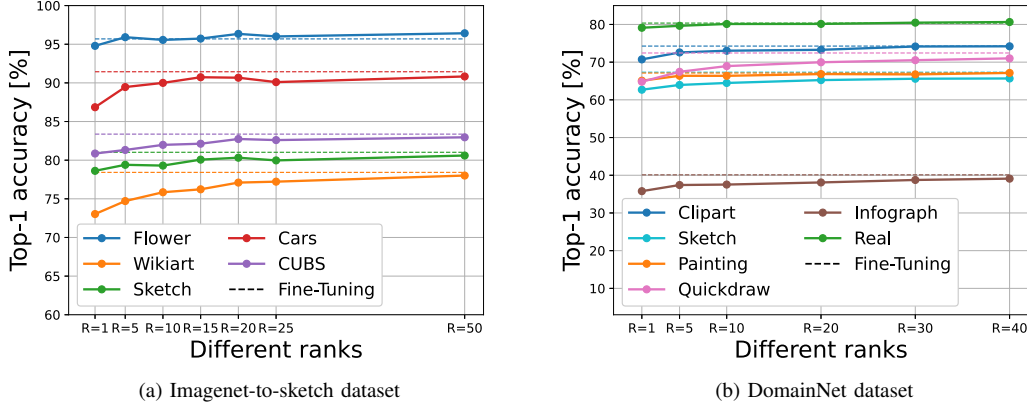 100
95
90
85
80
75
70
65
60
Top-1 accuracy [%]
Flower
Wikiart
Sketch
Cars
CUBS
Fine-Tuning
R=1 R=5 R=10 R=15 R=20 R=25 R=50
Different ranks
(a) Imagenet-to-sketch dataset
80
70
60
50
40
30
20
10
Top-1 accuracy [%]
Clipart
Sketch
Painting
Quickdraw
Infograph
Real
Fine-Tuning
R=1 R=5 R=10 R=20 R=30 R=40
Different ranks
(b) DomainNet dataset